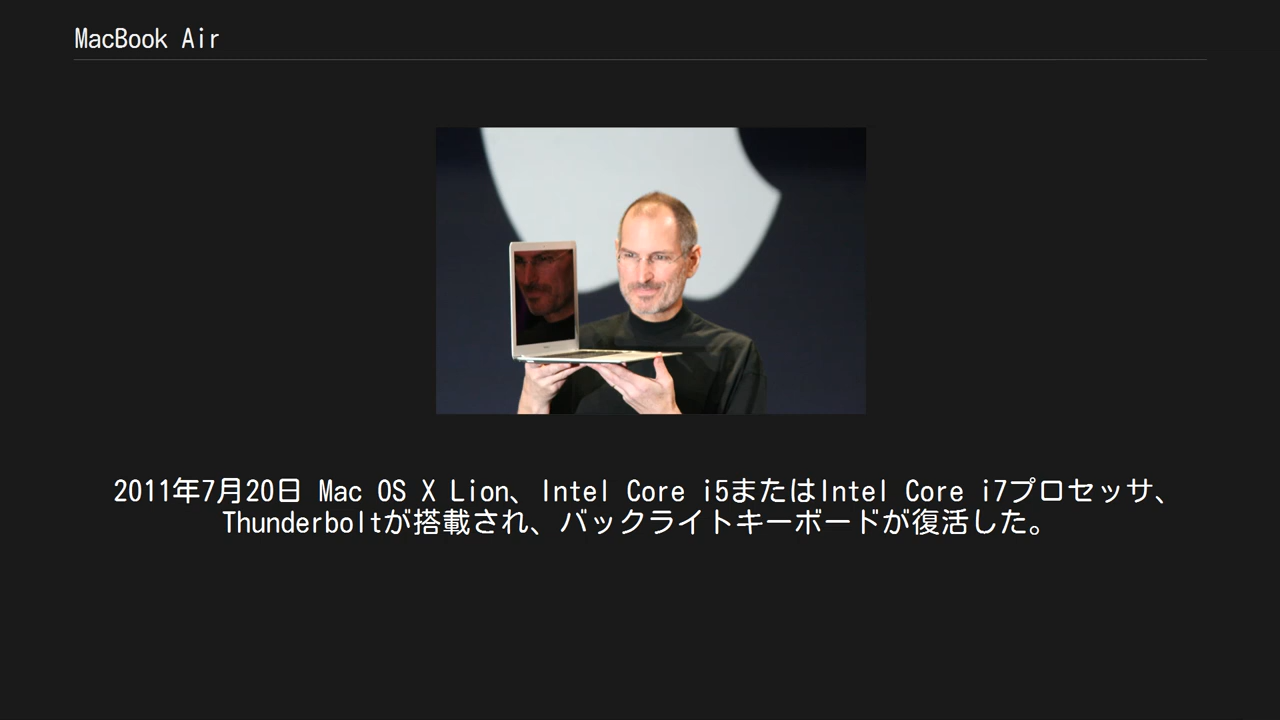 MacBook Air
2011年7月20日 Mac OS X Lion、Intel Core i5またはIntel Core i7プロセッサ、
Thunderboltが搭載され、バックライトキーボードが復活した。